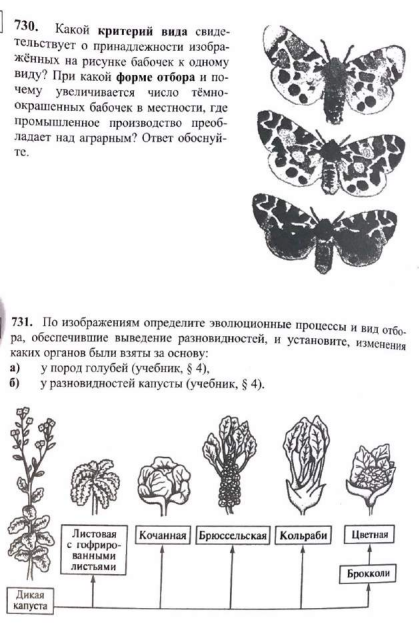 730. Какой критерий вида свиде-
тельствует о принадлежности изобра-
жённых на рисунке бабочек к одному
виду? При какой форме отбора и по-
чему увеличивается число тёмно-
окрашенных бабочек в местности, где
промышленное производство преоб-
ладает над аграрным? Ответ обоснуй-
те.
731. По изображениям определите эволюционные процессы и вид отбо-
ра, обеспечившие выведение разновидностей, и установите, изменения
каких органов были взяты за основу:
а) у пород голубей (учебник, § 4),
б) у разновидностей капусты (учебник, § 4).
Листовая
с гофриро-
ванными
листьями
Кочанная
Брюссельская
Кольраби
Цветная
Брокколи
Дикая
капуста